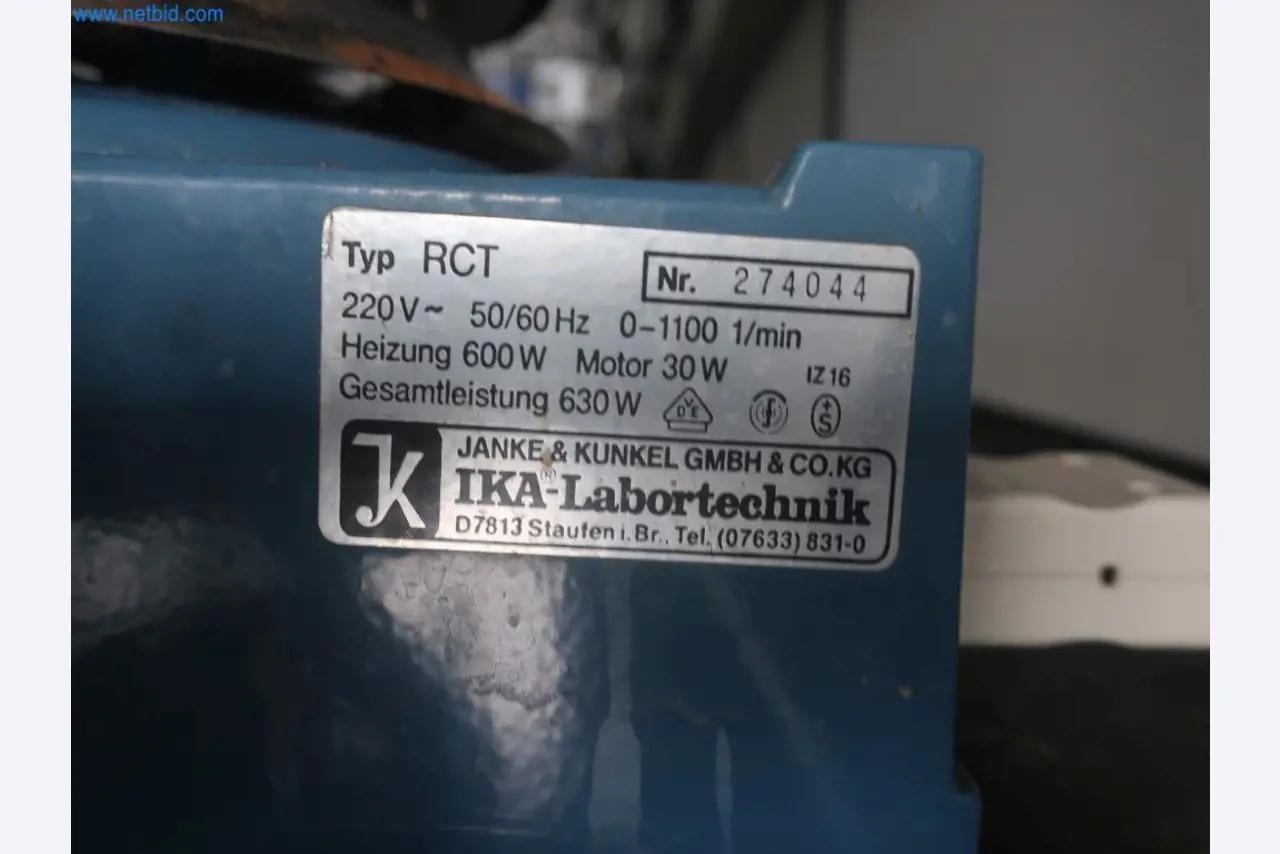 www.netbid.com
Typ RCT
Nr. 274044
220V~ 50/60Hz 0-1100 1/min
Heizung 600W Motor 30W IZ16
Gesamtleistung 630W
VDE
+S
JK
JANKE & KUNKEL GMBH & CO.KG
IKA®-Labortechnik
D7813 Staufen i. Br., Tel. (07633) 831-0